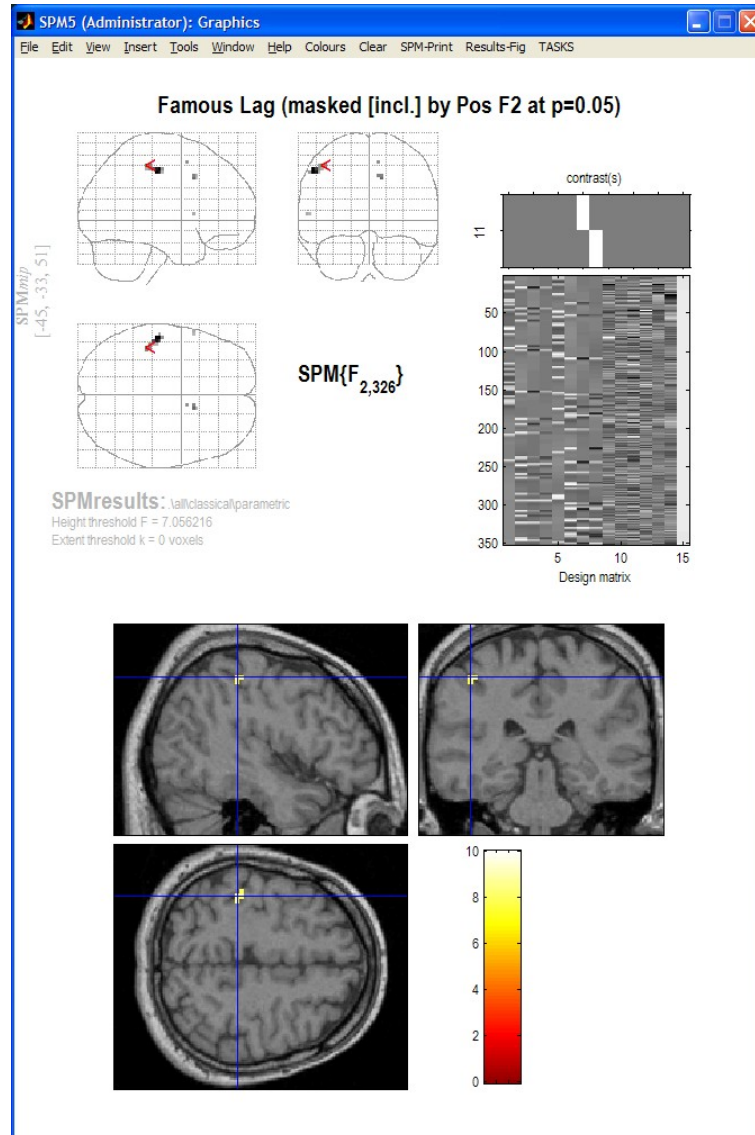 SPM5 (Administrator): Graphics
File Edit View Insert Tools Window Help Colours Clear SPM-Print Results-Fig TASKS
Famous Lag (masked [incl.] by Pos F2 at p=0.05)
SPMmip
[-45, -33, 51]
contrast(s)
11
SPM{F2,326}
50
100
150
200
250
300
350
5 10 15
Design matrix
SPMresults: .\all\classical\parametric
Height threshold F = 7.056216
Extent threshold k = 0 voxels
10
8
6
4
2
0